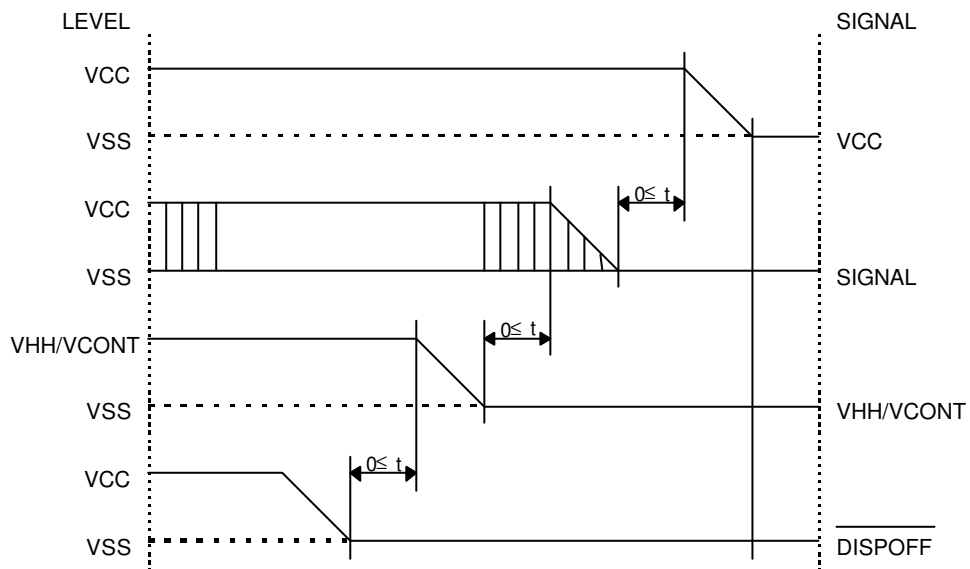 LEVEL SIGNAL
VCC
VSS VCC
VCC 0≤ t
VSS SIGNAL
VHH/VCONT 0≤ t
VSS VHH/VCONT
VCC 0≤ t
VSS DISPOFF